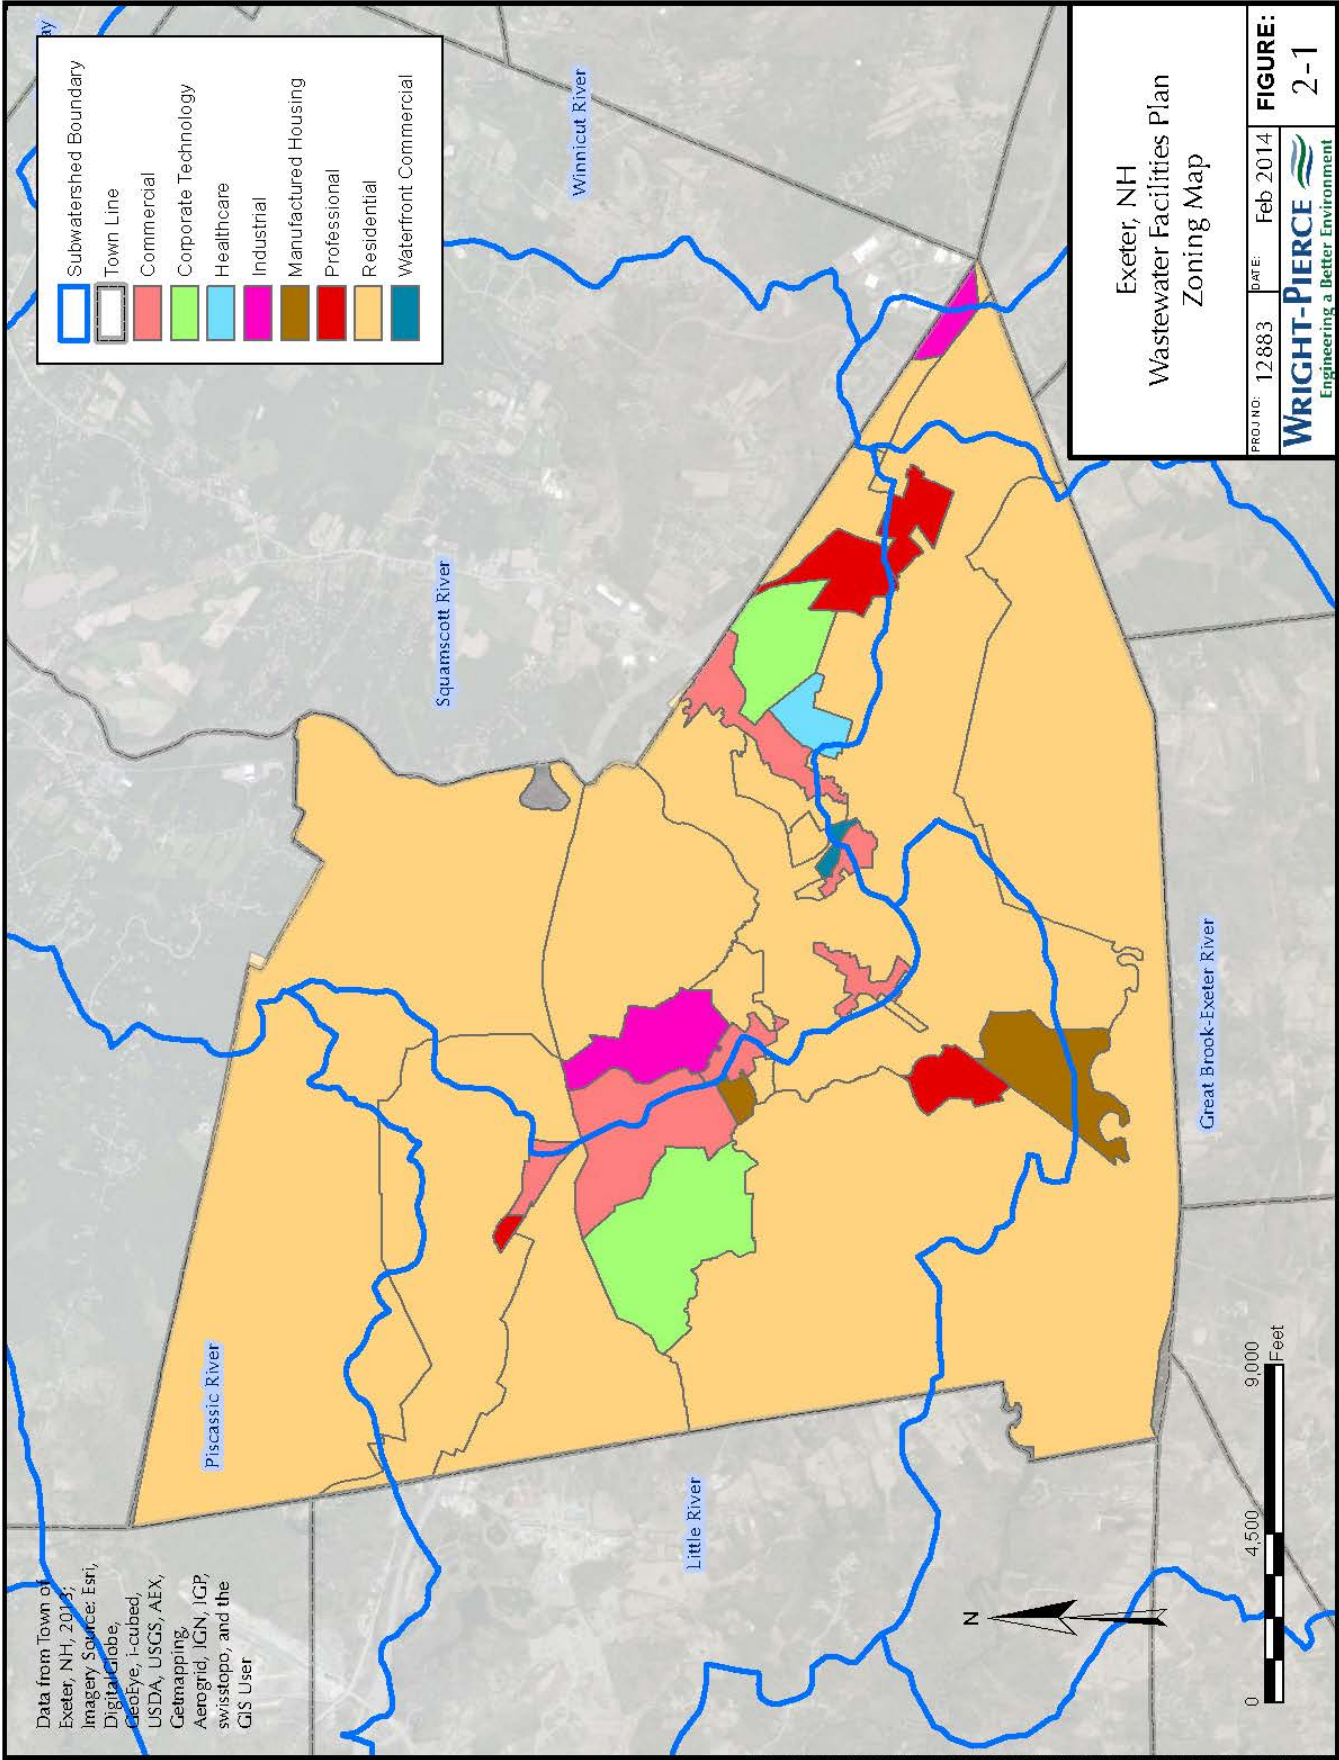 Data from Town of
Exeter, NH, 2013;
Imagery Source: Esri,
DigitalGlobe,
GeoEye, i-cubed,
USDA, USGS, AEX,
Getmapping,
Aerogrid, IGN, IGP,
swisstopo, and the
GIS User
ay
Subwatershed Boundary
Town Line
Commercial
Corporate Technology
Healthcare
Industrial
Manufactured Housing
Professional
Residential
Waterfront Commercial
Piscassic River
Squamscott River
Winnicut River
Little River
Great Brook-Exeter River
N
0 4,500 9,000
Feet
Exeter, NH
Wastewater Facilities Plan
Zoning Map
PROJ NO: 12883 DATE: Feb 2014 FIGURE:
2-1
WRIGHT-PIERCE
Engineering a Better Environment